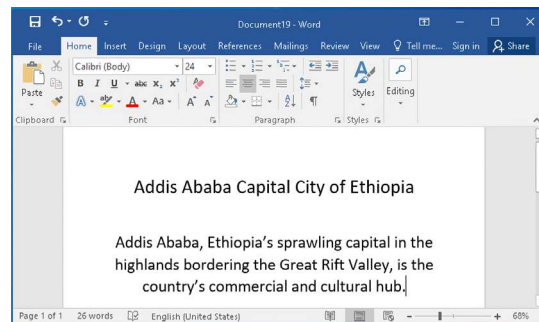 Document19 - Word
File Home Insert Design Layout References Mailings Review View Tell me... Sign in Share
Calibri (Body) 24
Paste
B I U abc X₂ X²
A aby A Aa A A
Styles Editing
Clipboard Font Paragraph Styles
Addis Ababa Capital City of Ethiopia
Addis Ababa, Ethiopia’s sprawling capital in the
highlands bordering the Great Rift Valley, is the
country’s commercial and cultural hub.
Page 1 of 1 26 words English (United States) 68%